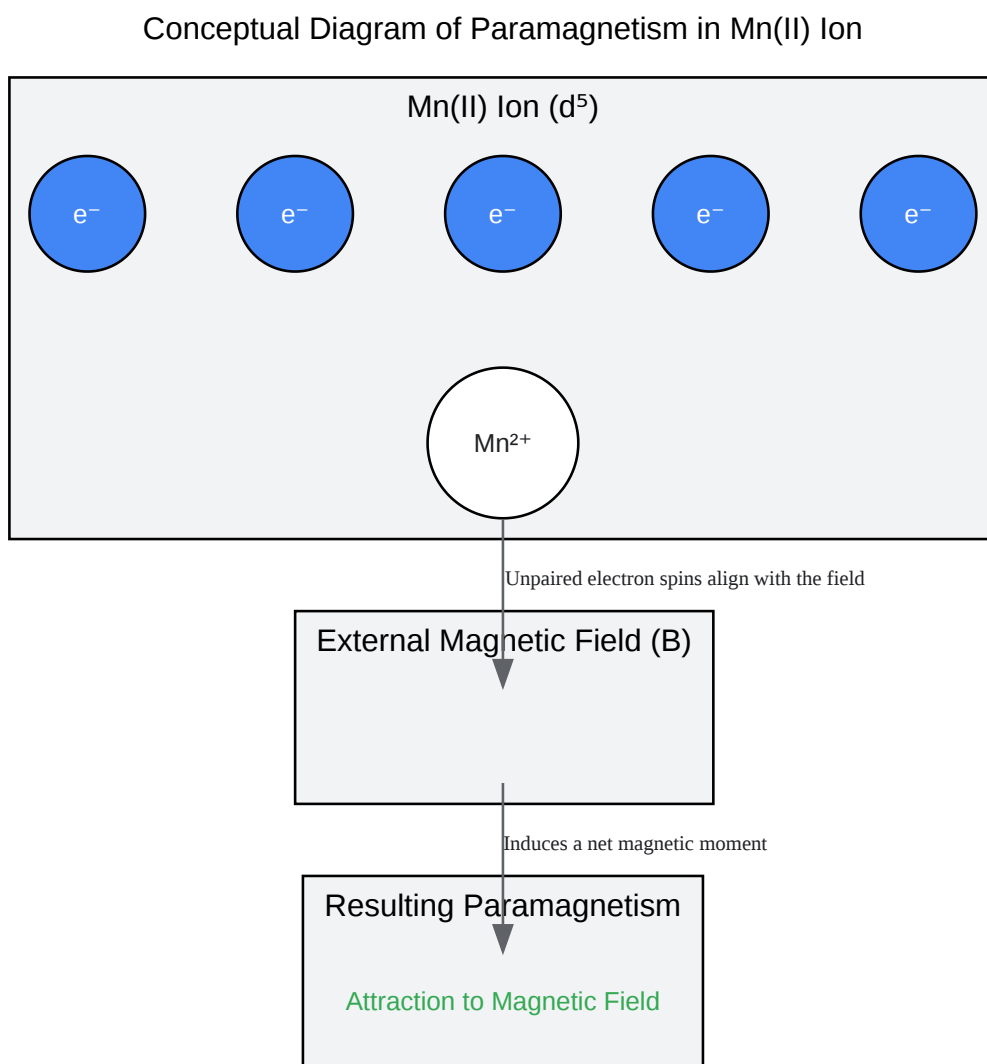 Conceptual Diagram of Paramagnetism in Mn(II) Ion
Mn(II) Ion (d⁵)
e⁻ e⁻ e⁻ e⁻ e⁻
Mn²⁺
Unpaired electron spins align with the field
External Magnetic Field (B)
Induces a net magnetic moment
Resulting Paramagnetism
Attraction to Magnetic Field